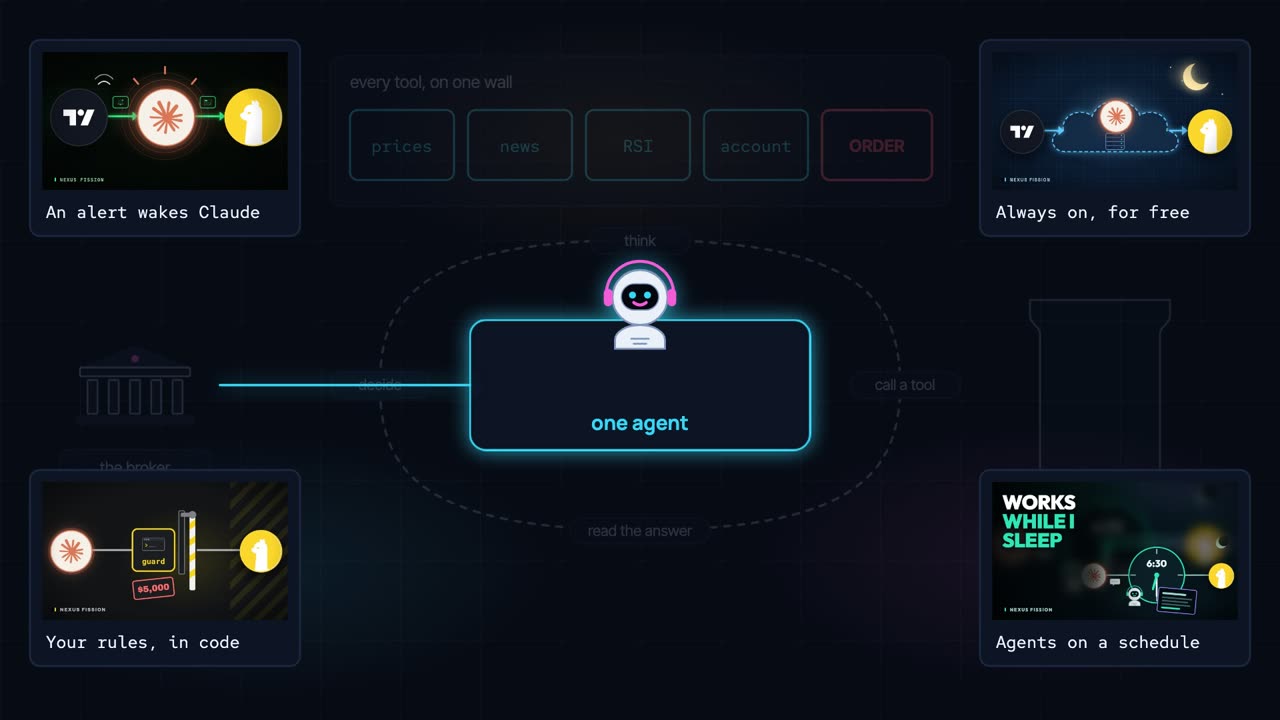 every tool, on one wall
prices
news
RSI
account
ORDER
NEXUS FISSION
An alert wakes Claude
NEXUS FISSION
Always on, for free
think
decide
call a tool
one agent
the broker
read the answer
guard
$5,000
NEXUS FISSION
Your rules, in code
WORKS
WHILE I
SLEEP
6:30
NEXUS FISSION
Agents on a schedule